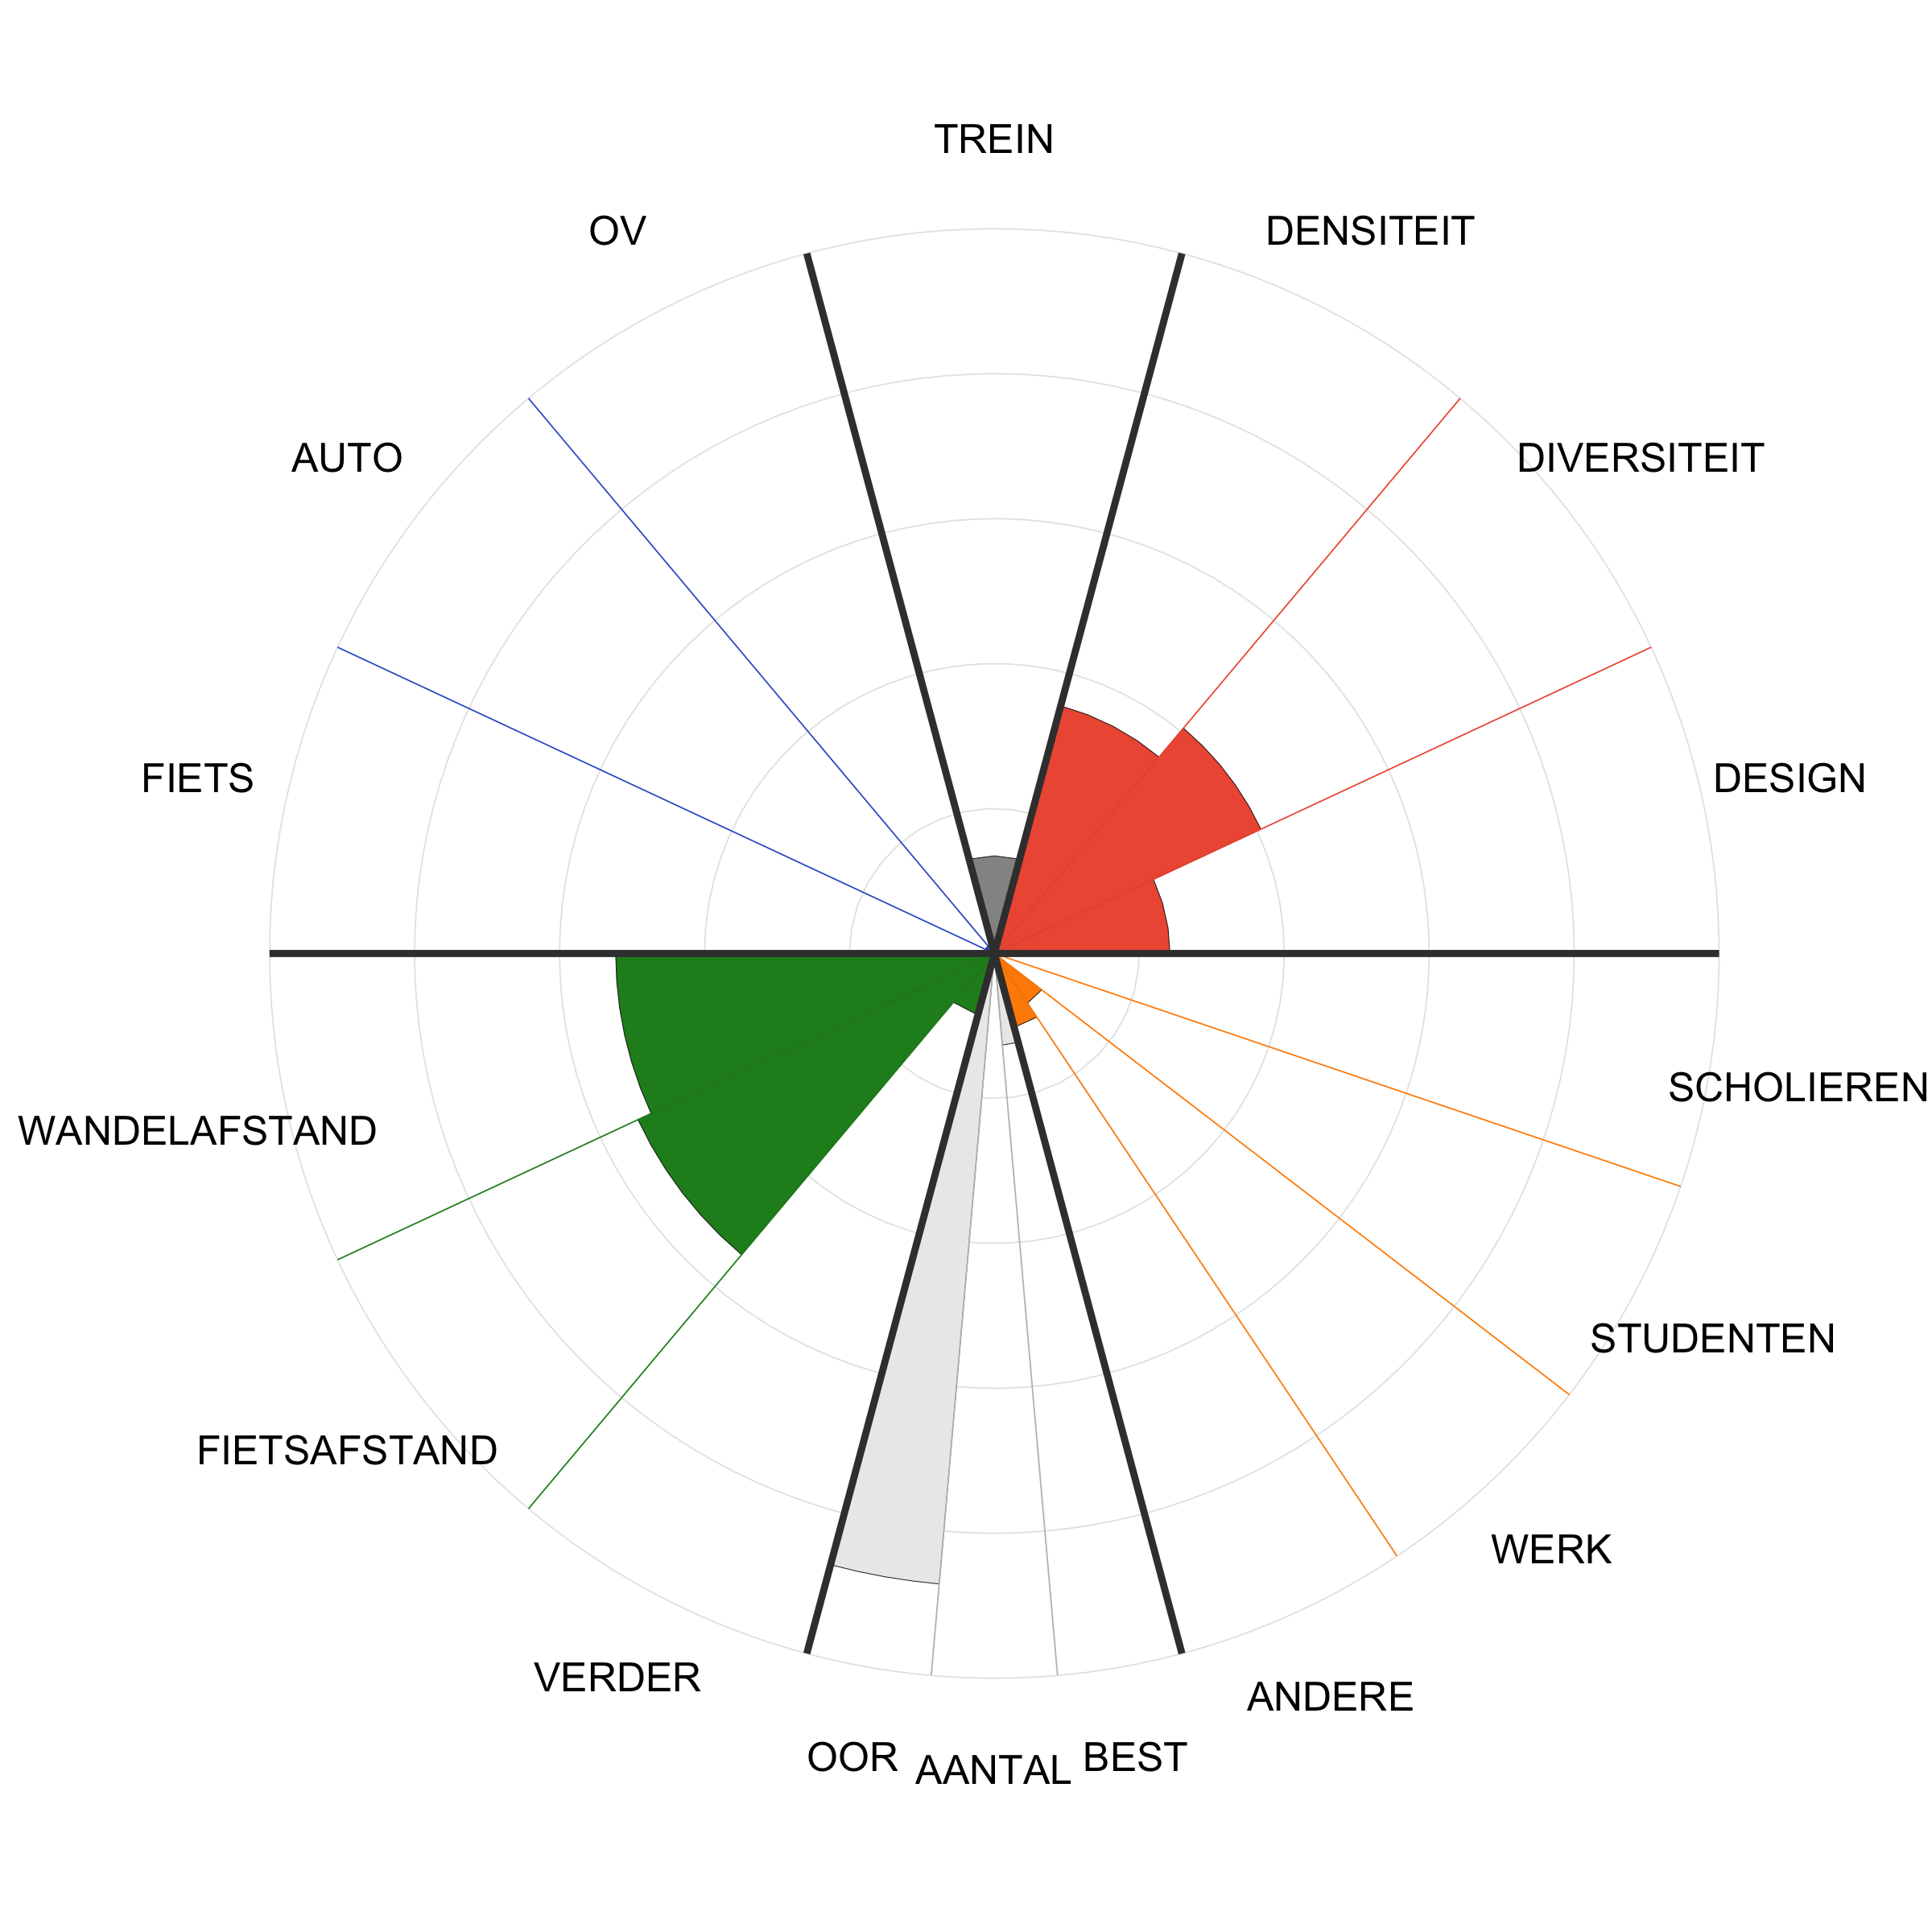 TREIN
OV
DENSITEIT
AUTO
DIVERSITEIT
FIETS
DESIGN
SCHOLIEREN
WANDELAFSTAND
STUDENTEN
FIETSAFSTAND
WERK
VERDER
ANDERE
OOR
AANTAL
BEST